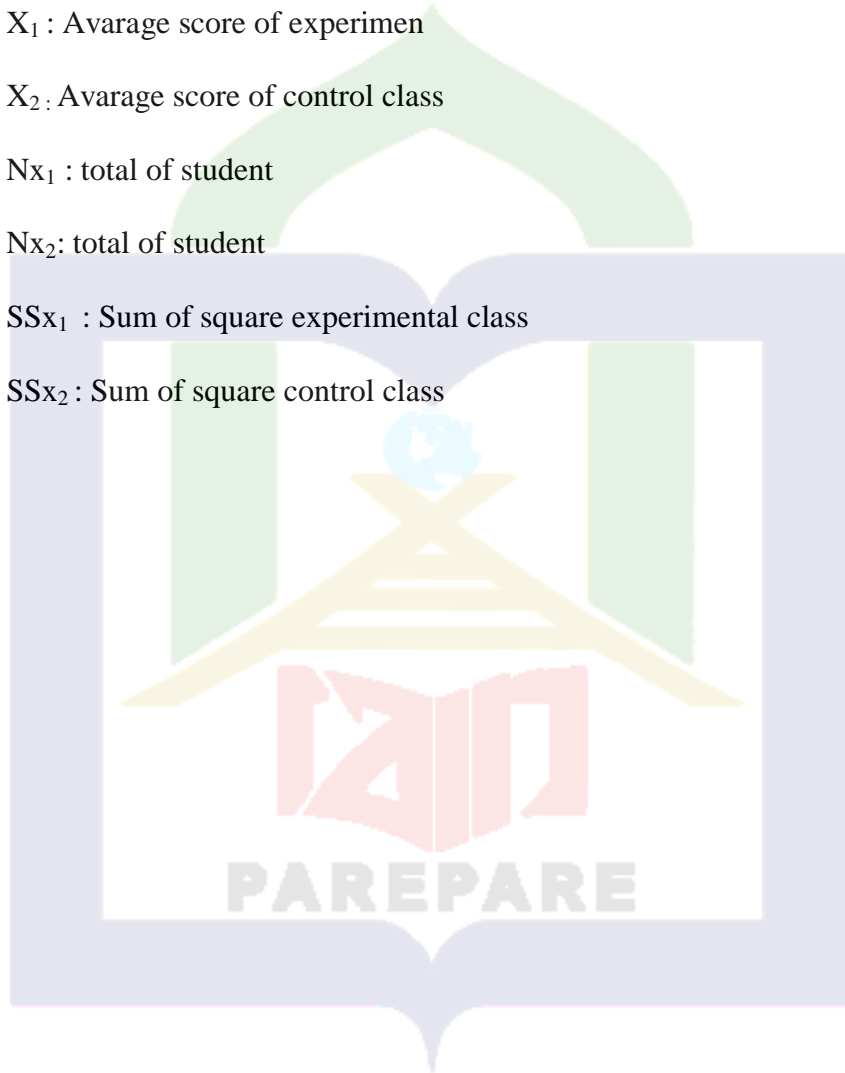 X₁ : Avarage score of experimen
X₂ : Avarage score of control class
Nx₁ : total of student
Nx₂: total of student
SSx₁ : Sum of square experimental class
SSx₂ : Sum of square control class
iain
PAREPARE